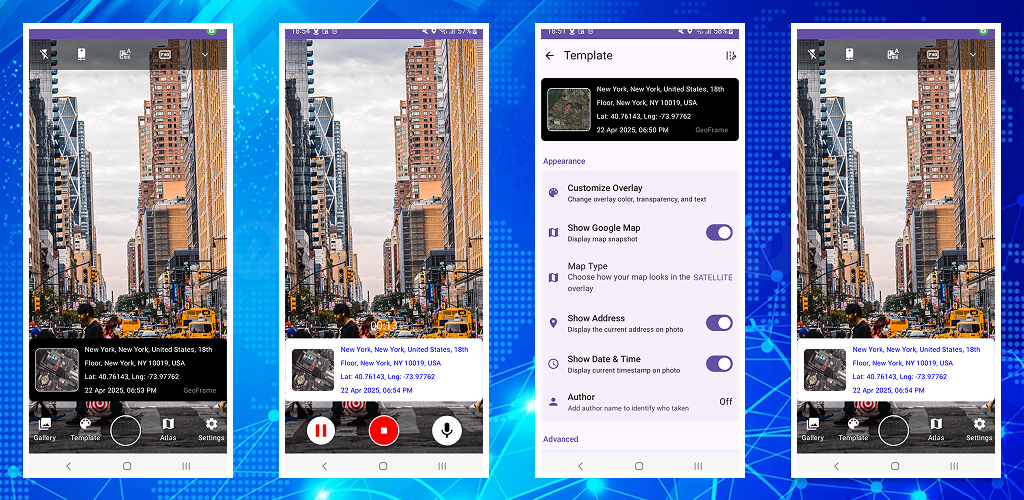 FHD
New York, New York, United States, 18th
Floor, New York, NY 10019, USA
Lat: 40.76143, Lng: -73.97762
22 Apr 2025, 06:53 PM
GeoFrame
Gallery
Template
Atlas
Settings
18:54
57%
00:13
New York, New York, United States, 18th
Floor, New York, NY 10019, USA
Lat: 40.76143, Lng: -73.97762
22 Apr 2025, 06:54 PM
18:51
58%
Template
New York, New York, United States, 18th
Floor, New York, NY 10019, USA
Lat: 40.76143, Lng: -73.97762
22 Apr 2025, 06:50 PM
GeoFrame
Appearance
Customize Overlay
Change overlay color, transparency, and text
Show Google Map
Display map snapshot
Map Type
Choose how your map looks in the
overlay
SATELLITE
Show Address
Display the current address on photo
Show Date & Time
Display current timestamp on photo
Author
Add author name to identify who taken
Off
Advanced
FHD
New York, New York, United States, 18th
Floor, New York, NY 10019, USA
Lat: 40.76143, Lng: -73.97762
22 Apr 2025, 06:54 PM
Gallery
Template
Atlas
Settings